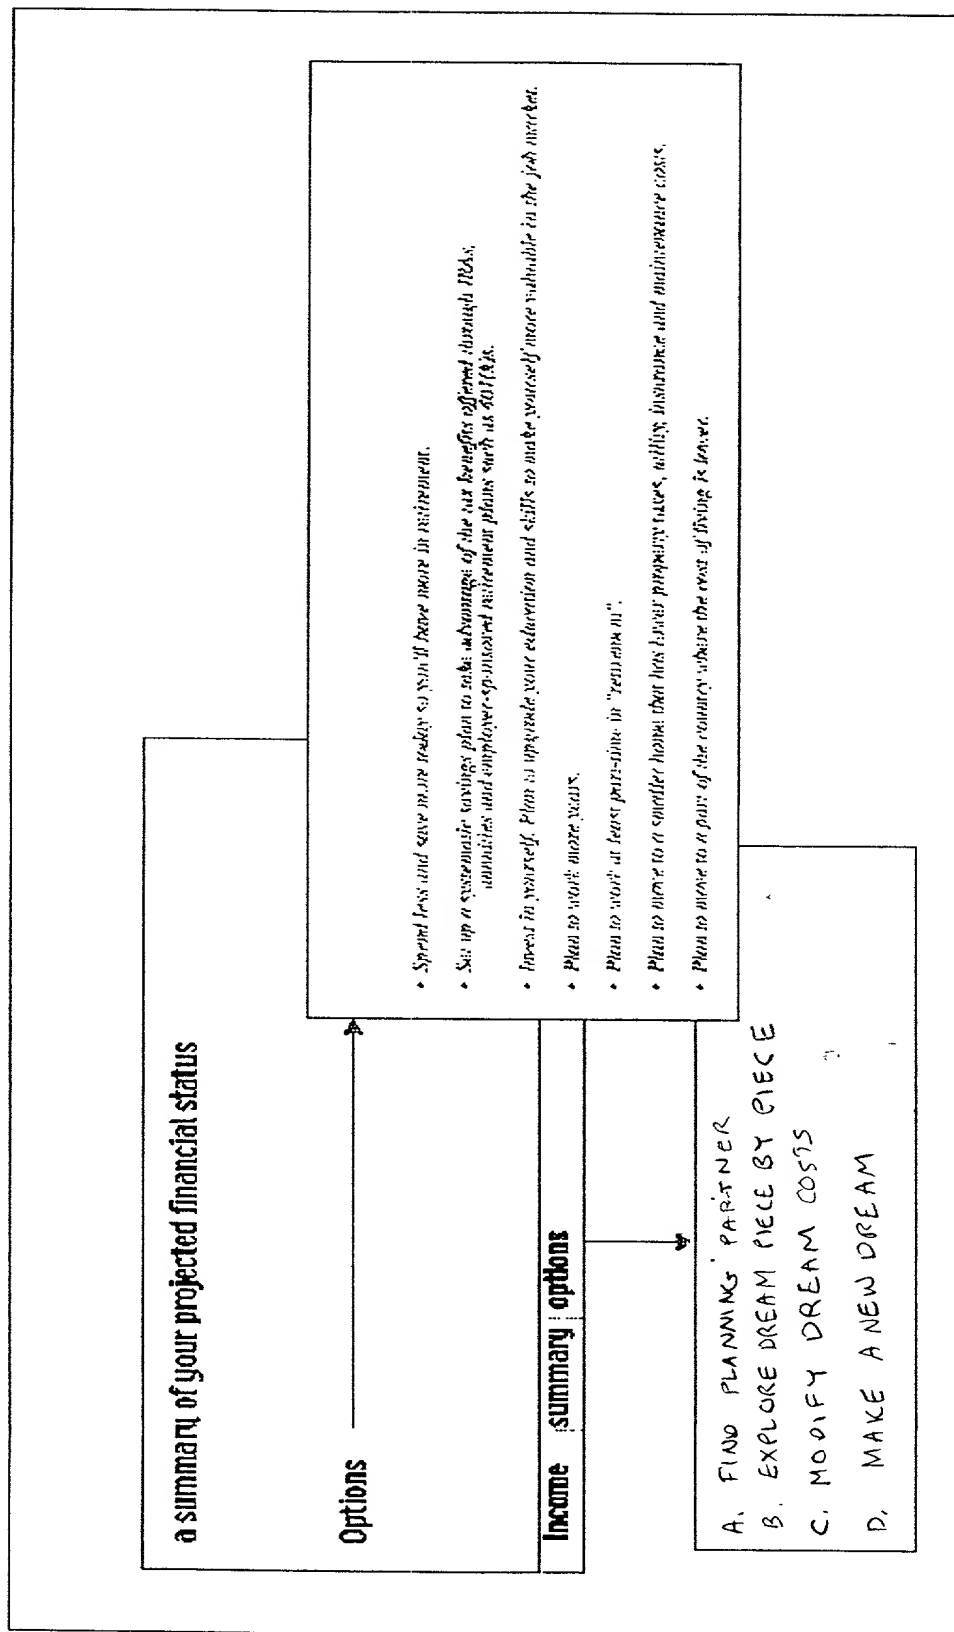 a summary of your projected financial status
Options
• Spend less and save more today so you'll have more in retirement.
• Set up a systematic savings plan to take advantage of the tax benefits offered through IRAs,
annuities and employer-sponsored retirement plans such as 401(k)s.
• Invest in yourself. Plan to upgrade your education and skills to make yourself more valuable in the job market.
• Plan to work more years.
• Plan to work at least part-time in "retirement".
• Plan to move to a smaller home that has lower property taxes, utility, insurance and maintenance costs.
• Plan to move to a part of the country where the cost of living is lower.
Income summary options
A. FIND PLANNING PARTNER
B. EXPLORE DREAM PIECE BY PIECE
C. MODIFY DREAM COSTS
D. MAKE A NEW DREAM